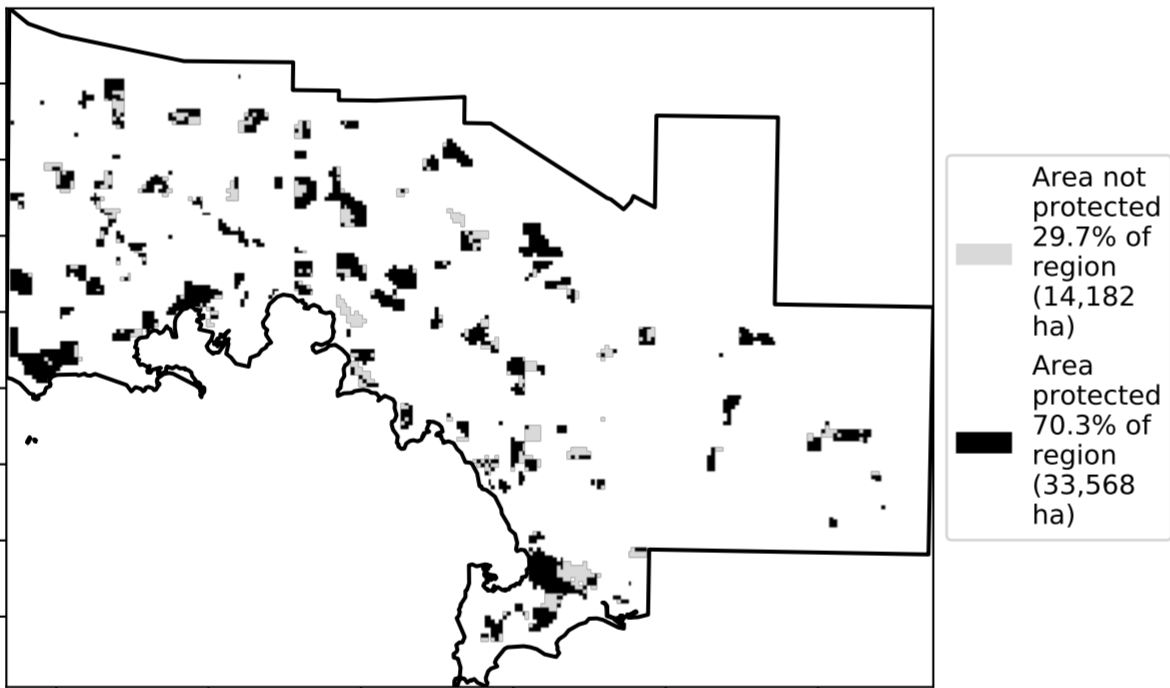 Area not
protected
29.7% of
region
(14,182
ha)
Area
protected
70.3% of
region
(33,568
ha)